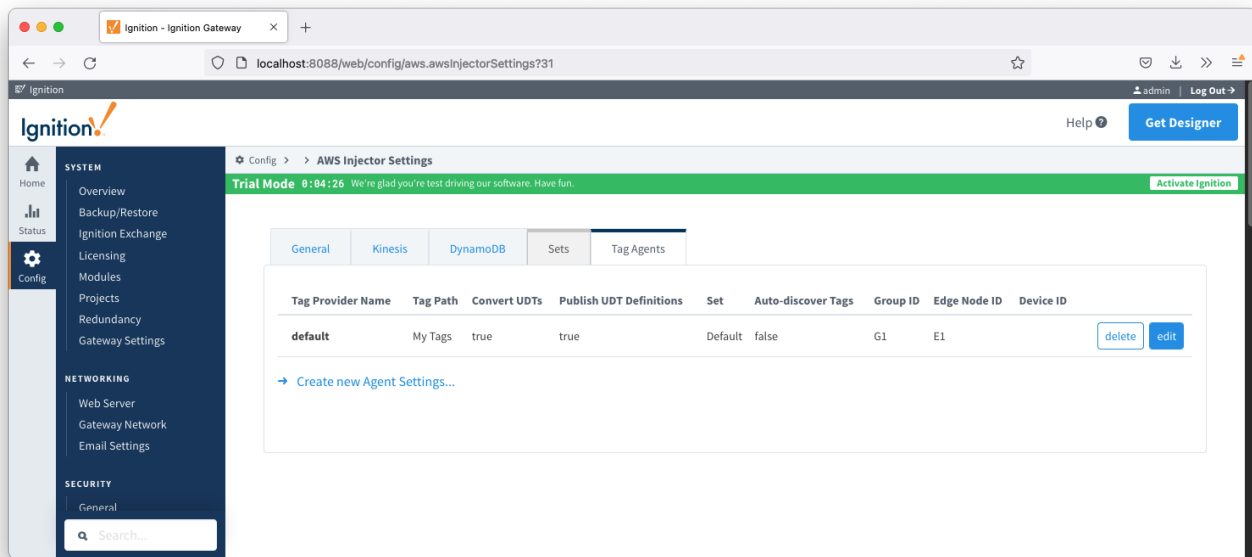 Ignition - Ignition Gateway
localhost:8088/web/config/aws.awsInjectorSettings?31
Ignition
admin | Log Out
Ignition!
Help
Get Designer
Config > > AWS Injector Settings
Trial Mode 0:04:26 We're glad you're test driving our software. Have fun.
Activate Ignition
Home
Status
Config
SYSTEM
Overview
Backup/Restore
Ignition Exchange
Licensing
Modules
Projects
Redundancy
Gateway Settings
NETWORKING
Web Server
Gateway Network
Email Settings
SECURITY
General
Search...
General Kinesis DynamoDB Sets Tag Agents
Tag Provider Name Tag Path Convert UDTs Publish UDT Definitions Set Auto-discover Tags Group ID Edge Node ID Device ID
default My Tags true true Default false G1 E1 delete edit
→ Create new Agent Settings...